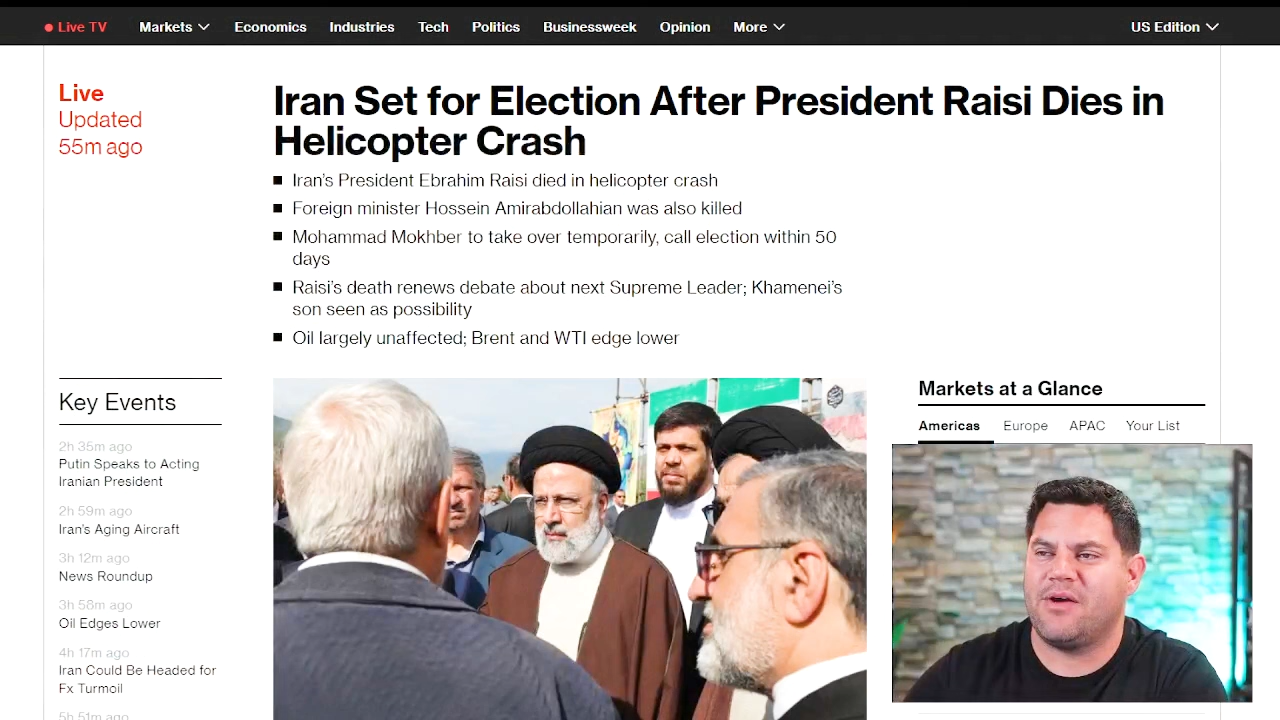 Live TV Markets Economics Industries Tech Politics Businessweek Opinion More US Edition
Live
Updated
55m ago
Iran Set for Election After President Raisi Dies in
Helicopter Crash
Iran’s President Ebrahim Raisi died in helicopter crash
Foreign minister Hossein Amirabdollahian was also killed
Mohammad Mokhber to take over temporarily, call election within 50
days
Raisi’s death renews debate about next Supreme Leader; Khamenei’s
son seen as possibility
Oil largely unaffected; Brent and WTI edge lower
Key Events
2h 35m ago
Putin Speaks to Acting
Iranian President
2h 59m ago
Iran’s Aging Aircraft
3h 12m ago
News Roundup
3h 58m ago
Oil Edges Lower
4h 17m ago
Iran Could Be Headed for
Fx Turmoil
5h 51m ago
Markets at a Glance
Americas Europe APAC Your List